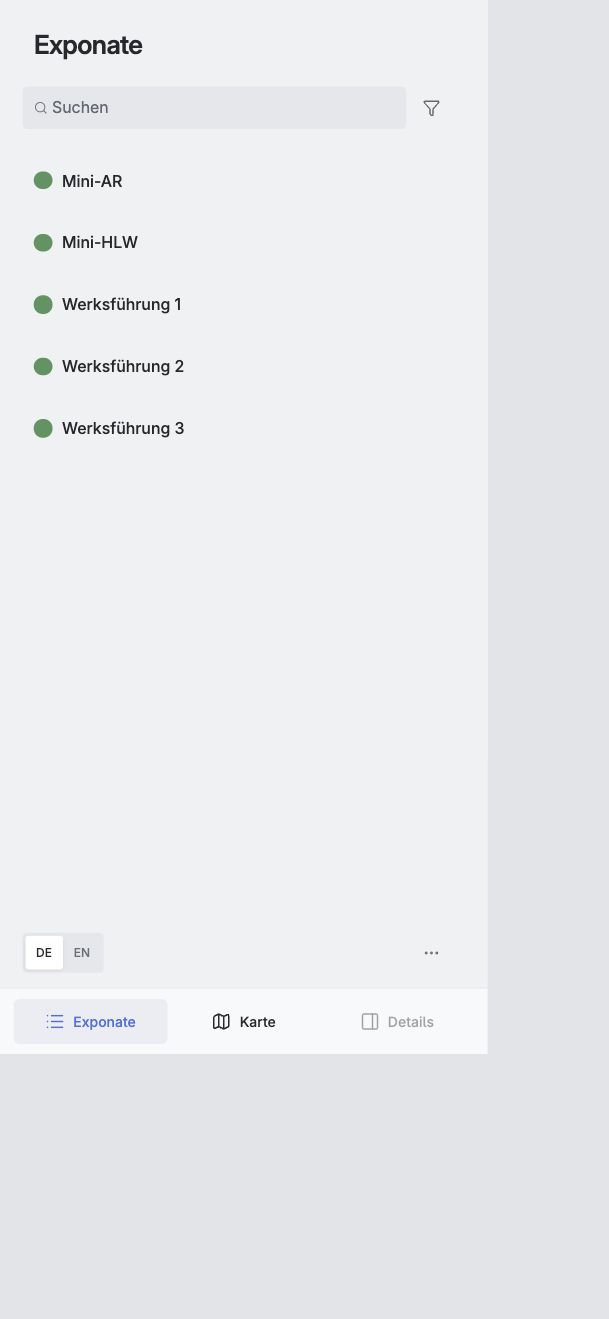 Exponate
Suchen
Mini-AR
Mini-HLW
Werksführung 1
Werksführung 2
Werksführung 3
DE EN
Exponate Karte Details